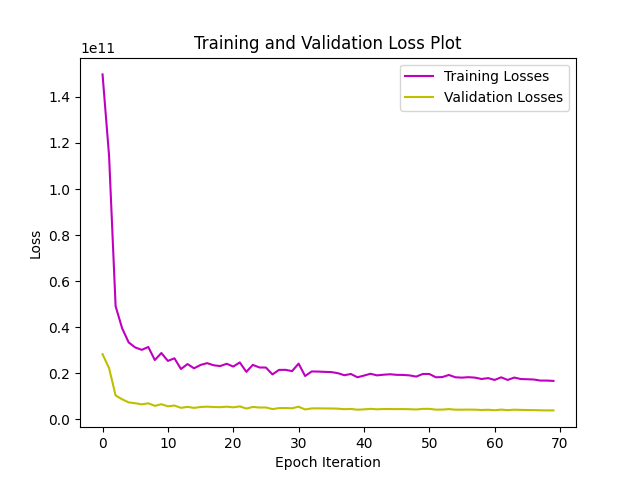 Training and Validation Loss Plot
1e11
Training Losses
Validation Losses
1.4
1.2
1.0
0.8
0.6
0.4
0.2
0.0
Loss
0 10 20 30 40 50 60 70
Epoch Iteration